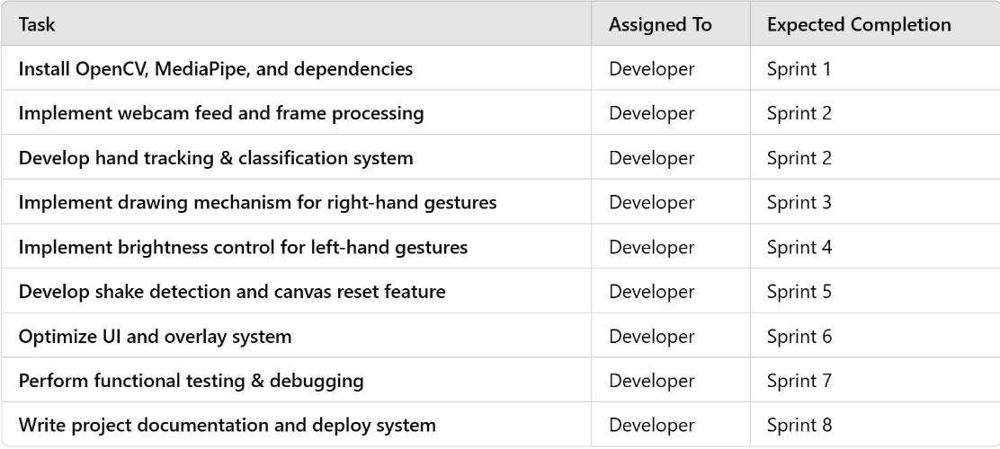 Task Assigned To Expected Completion
Install OpenCV, MediaPipe, and dependencies Developer Sprint 1
Implement webcam feed and frame processing Developer Sprint 2
Develop hand tracking & classification system Developer Sprint 2
Implement drawing mechanism for right-hand gestures Developer Sprint 3
Implement brightness control for left-hand gestures Developer Sprint 4
Develop shake detection and canvas reset feature Developer Sprint 5
Optimize UI and overlay system Developer Sprint 6
Perform functional testing & debugging Developer Sprint 7
Write project documentation and deploy system Developer Sprint 8